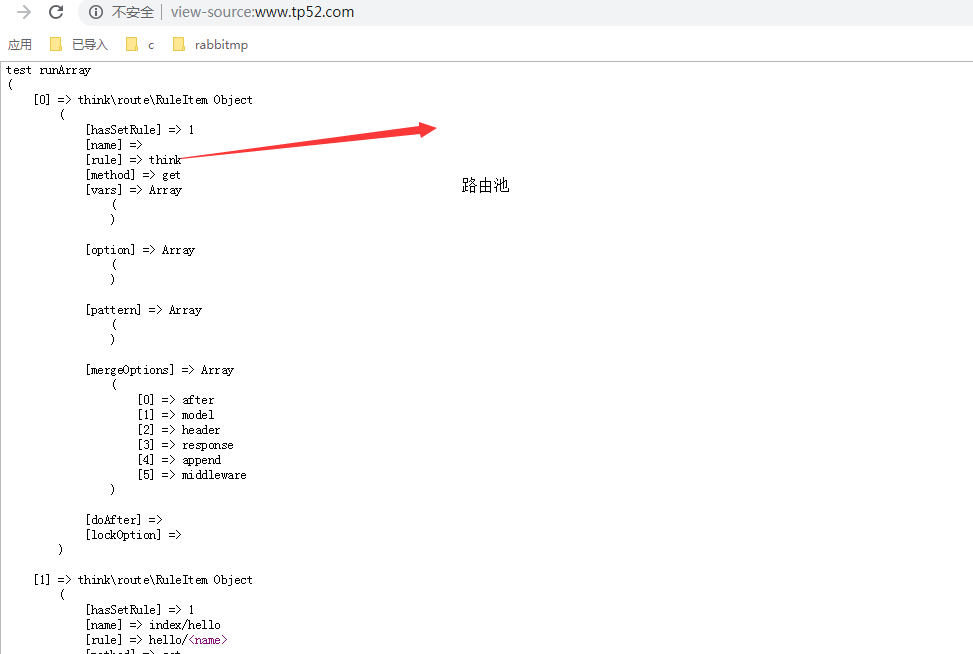 不安全 | view-source:www.tp52.com
应用 已导入 c rabbitmp
test runArray
(
[0] => think\route\RuleItem Object
(
[hasSetRule] => 1
[name] =>
[rule] => think
[method] => get
路由池
[vars] => Array
(
)
[option] => Array
(
)
[pattern] => Array
(
)
[mergeOptions] => Array
(
[0] => after
[1] => model
[2] => header
[3] => response
[4] => append
[5] => middleware
)
[doAfter] =>
[lockOption] =>
)
[1] => think\route\RuleItem Object
(
[hasSetRule] => 1
[name] => index/hello
[rule] => hello/<name>
[method] => get